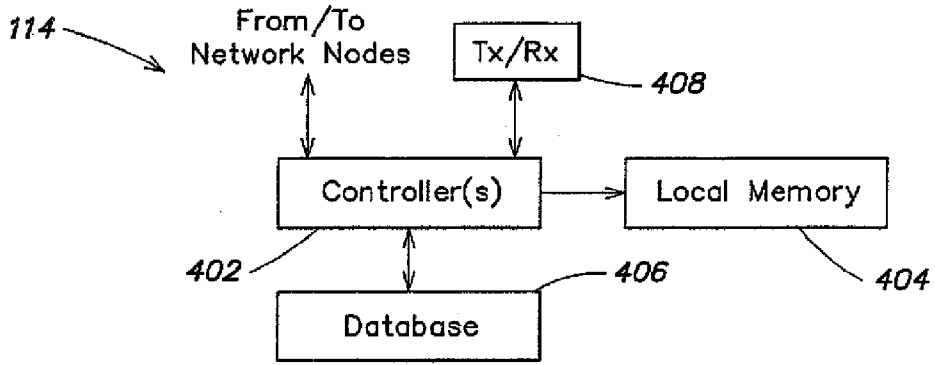 114
From/To
Network Nodes
Tx/Rx
408
Controller(s)
Local Memory
402
406
404
Database